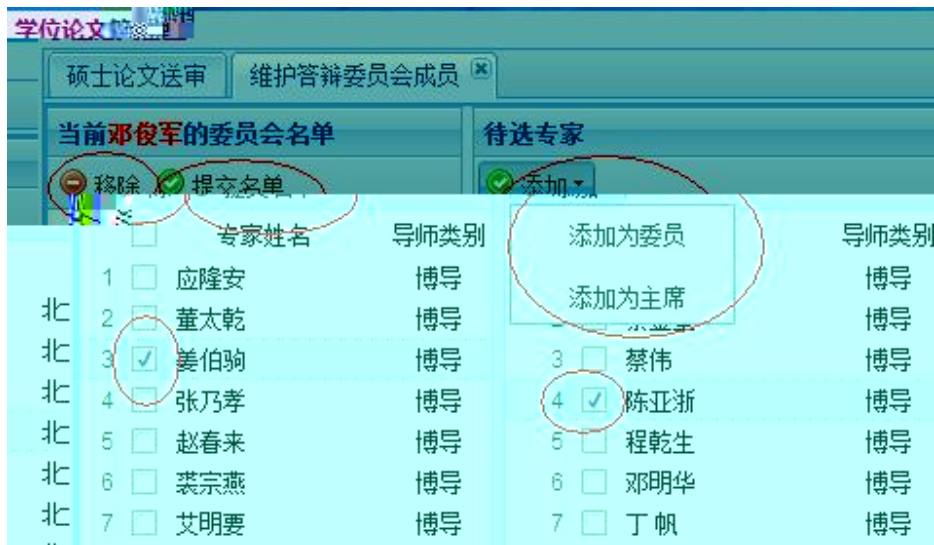 学位论文
硕士论文送审 维护答辩委员会成员
当前邓俊军的委员会名单 待选专家
移除 提交名单 添加
专家姓名 导师类别 添加为委员 导师类别
1 应隆安 博导 博导
添加为主席
北 2 董太乾 博导 博导
北 3 姜伯驹 博导 3 蔡伟 博导
北 4 张乃孝 博导 4 陈亚浙 博导
北 5 赵春来 博导 5 程乾生 博导
北 6 裘宗燕 博导 6 邓明华 博导
北 7 艾明要 博导 7 丁帆 博导